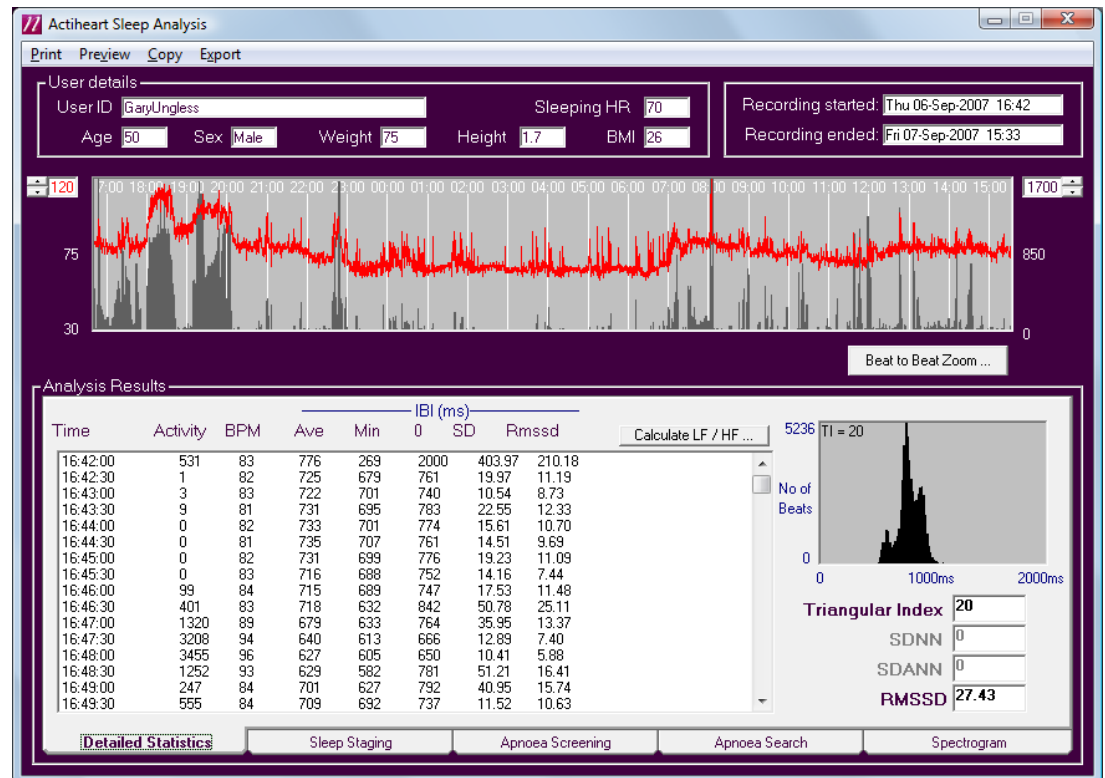 Actiheart Sleep Analysis
Print Preview Copy Export
User details
User ID GaryUngless Sleeping HR 70
Age 50 Sex Male Weight 75 Height 1.7 BMI 26
Recording started: Thu 06-Sep-2007 16:42
Recording ended: Fri 07-Sep-2007 15:33
120 7:00 18:00 19:00 20:00 21:00 22:00 23:00 00:00 01:00 02:00 03:00 04:00 05:00 06:00 07:00 08:00 09:00 10:00 11:00 12:00 13:00 14:00 15:00 1700
75 850
30 0
Beat to Beat Zoom ...
Analysis Results
IBI (ms)
Time Activity BPM Ave Min 0 SD Rmssd Calculate LF / HF ...
16:42:00 531 83 776 269 2000 403.97 210.18
16:42:30 1 82 725 679 761 19.97 11.19
16:43:00 3 83 722 701 740 10.54 8.73
16:43:30 9 81 731 695 783 22.55 12.33
16:44:00 0 82 733 701 774 15.61 10.70
16:44:30 0 81 735 707 761 14.51 9.69
16:45:00 0 82 731 699 776 19.23 11.09
16:45:30 0 83 716 688 752 14.16 7.44
16:46:00 99 84 715 689 747 17.53 11.48
16:46:30 401 83 718 632 842 50.78 25.11
16:47:00 1320 89 679 633 764 35.95 13.37
16:47:30 3208 94 640 613 666 12.89 7.40
16:48:00 3455 96 627 605 650 10.41 5.88
16:48:30 1252 93 629 582 781 51.21 16.41
16:49:00 247 84 701 627 792 40.95 15.74
16:49:30 555 84 709 692 737 11.52 10.63
5236 TI = 20
No of
Beats
0
0 1000ms 2000ms
Triangular Index 20
SDNN 0
SDANN 0
RMSSD 27.43
Detailed Statistics Sleep Staging Apnoea Screening Apnoea Search Spectrogram